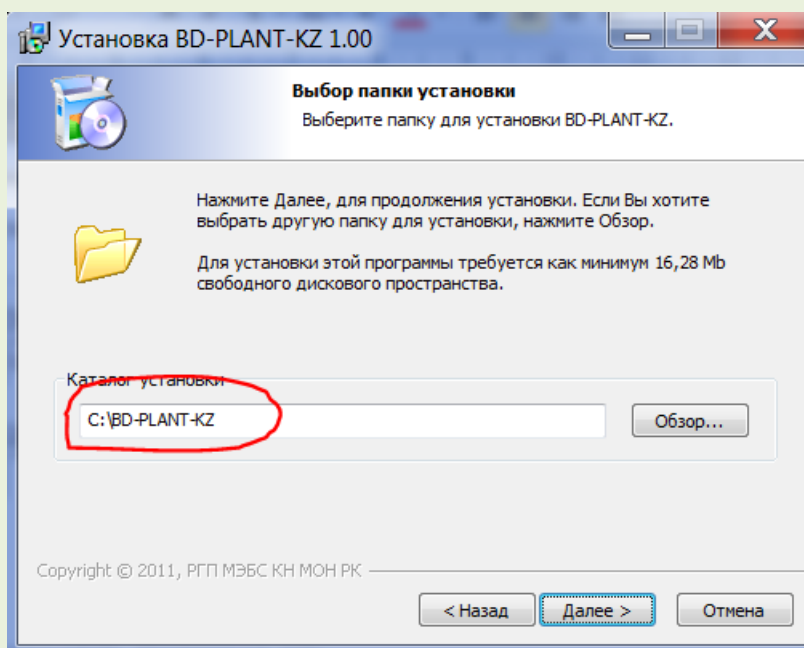 Установка BD-PLANT-KZ 1.00
Выбор папки установки
Выберите папку для установки BD-PLANT-KZ.
Нажмите Далее, для продолжения установки. Если Вы хотите
выбрать другую папку для установки, нажмите Обзор.
Для установки этой программы требуется как минимум 16,28 Mb
свободного дискового пространства.
Каталог установки
C:\BD-PLANT-KZ
Обзор...
Copyright © 2011, РГП МЭБС КН МОН РК
< Назад
Далее >
Отмена